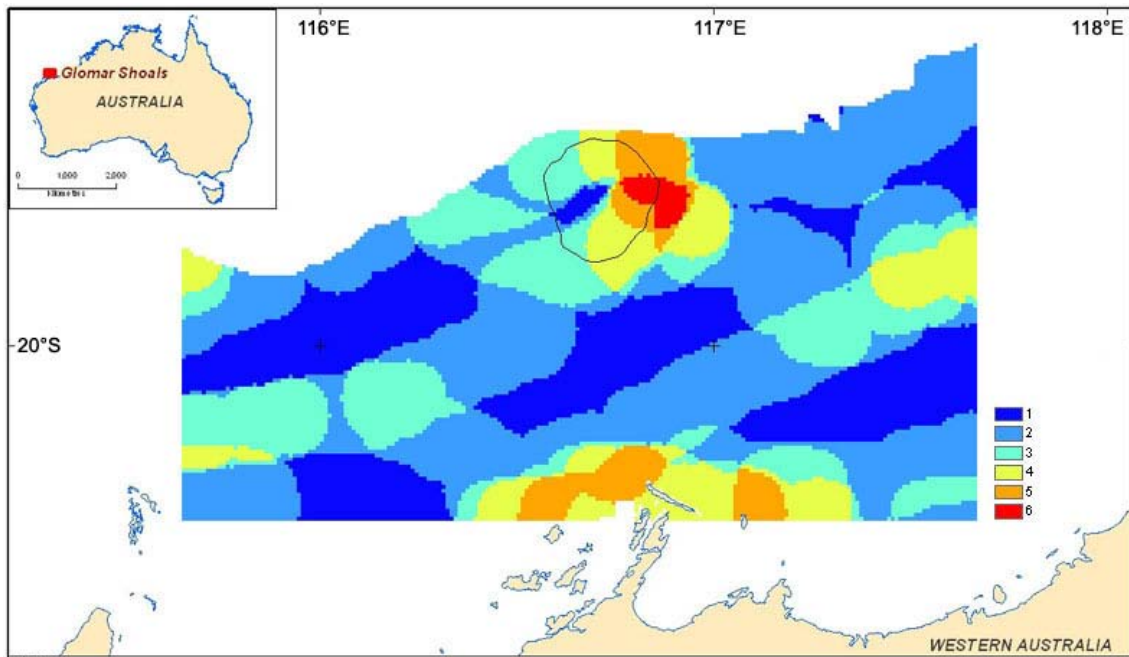 116°E
117°E
118°E
Glomar Shoals
AUSTRALIA
0 1,000 2,000
Kilometres
20°S
1
2
3
4
5
6
WESTERN AUSTRALIA